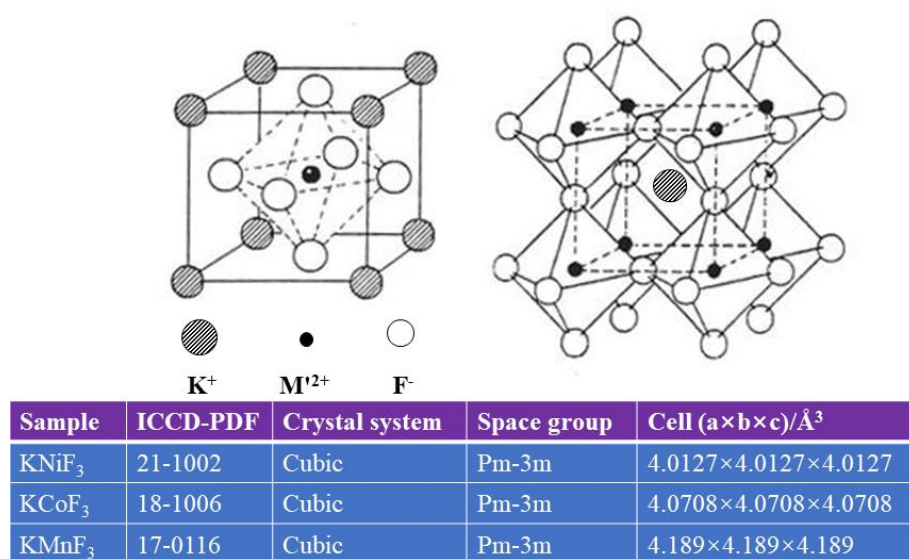 K⁺ M'²⁺ F⁻
Sample ICCD-PDF Crystal system Space group Cell (a×b×c)/Å³
KNiF₃ 21-1002 Cubic Pm-3m 4.0127×4.0127×4.0127
KCoF₃ 18-1006 Cubic Pm-3m 4.0708×4.0708×4.0708
KMnF₃ 17-0116 Cubic Pm-3m 4.189×4.189×4.189